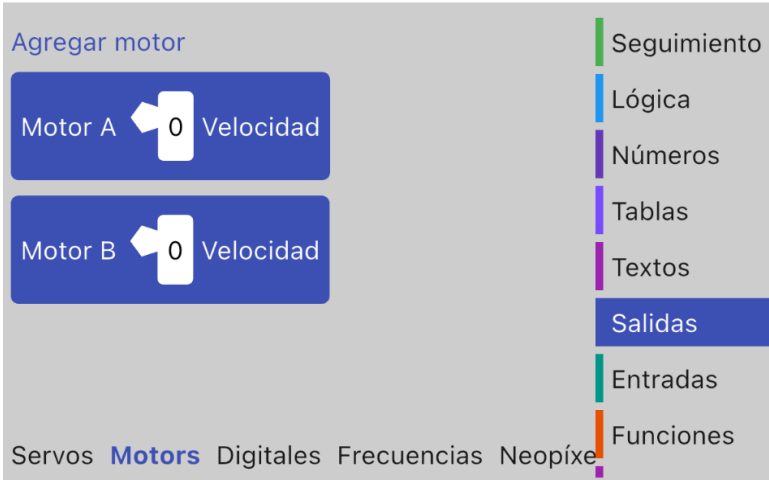 Agregar motor
Motor A 0 Velocidad
Motor B 0 Velocidad
Servos Motors Digitales Frecuencias Neopíxe
Seguimiento
Lógica
Números
Tablas
Textos
Salidas
Entradas
Funciones